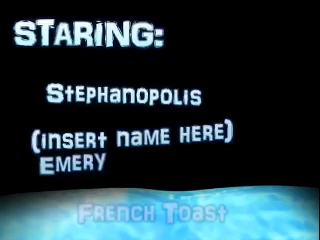 STARING:
Stephanopolis
(insert name here)
Emery
French Toast